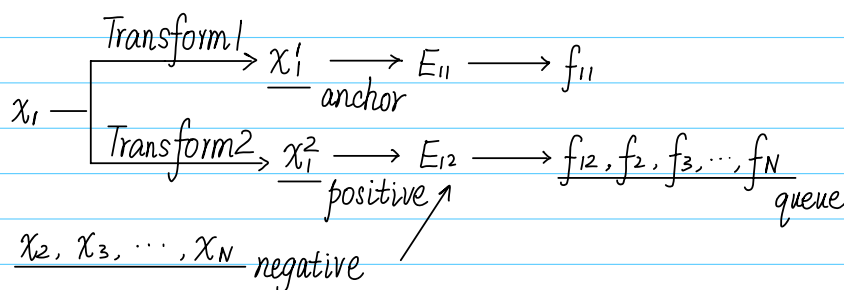 Transform1
x₁¹ → E₁₁ → f₁₁
anchor
x₁
Transform2
x₁² → E₁₂ → f₁₂, f₂, f₃, ···, f_N
positive
queue
x₂, x₃, ···, x_N negative